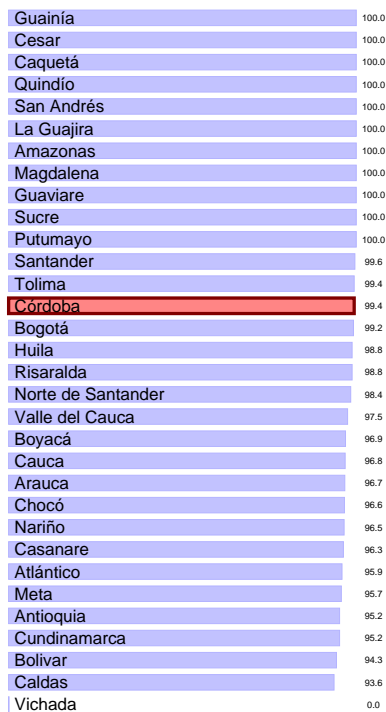 Guainía 100.0
Cesar 100.0
Caquetá 100.0
Quindío 100.0
San Andrés 100.0
La Guajira 100.0
Amazonas 100.0
Magdalena 100.0
Guaviare 100.0
Sucre 100.0
Putumayo 100.0
Santander 99.6
Tolima 99.4
Córdoba 99.4
Bogotá 99.2
Huila 98.8
Risaralda 98.8
Norte de Santander 98.4
Valle del Cauca 97.5
Boyacá 96.9
Cauca 96.8
Arauca 96.7
Chocó 96.6
Nariño 96.5
Casanare 96.3
Atlántico 95.9
Meta 95.7
Antioquia 95.2
Cundinamarca 95.2
Bolivar 94.3
Caldas 93.6
Vichada 0.0